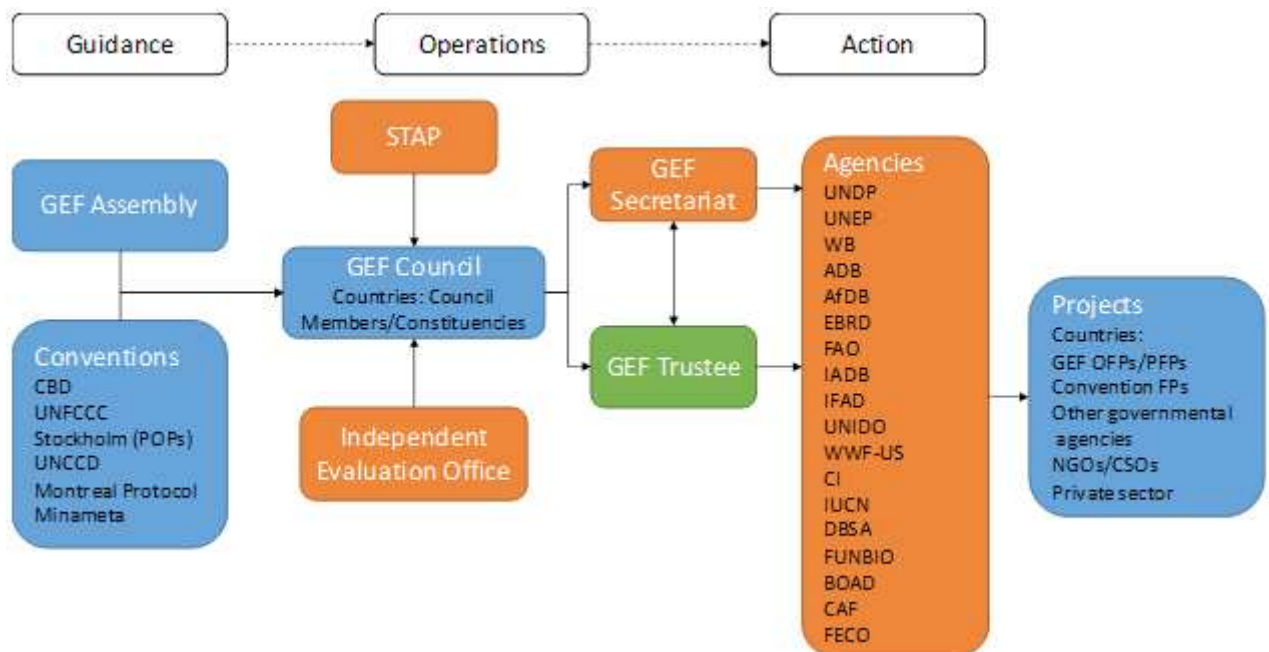 Guidance
Operations
Action
STAP
GEF Assembly
GEF Council
Countries: Council
Members/Constituencies
Conventions
CBD
UNFCCC
Stockholm (POPs)
UNCCD
Montreal Protocol
Minameta
Independent
Evaluation Office
GEF
Secretariat
GEF Trustee
Agencies
UNDP
UNEP
WB
ADB
AfDB
EBRD
FAO
IADB
IFAD
UNIDO
WWF-US
CI
IUCN
DBSA
FUNBIO
BOAD
CAF
FECO
Projects
Countries:
GEF OFPs/PFPs
Convention FPs
Other governmental
agencies
NGOs/CSOs
Private sector